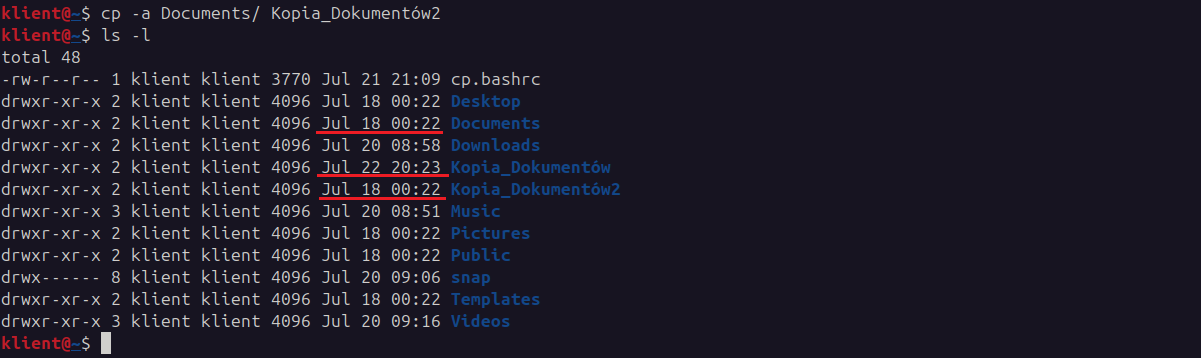 klient@~$ cp -a Documents/ Kopia_Dokumentów2
klient@~$ ls -l
total 48
-rw-r--r-- 1 klient klient 3770 Jul 21 21:09 cp.bashrc
drwxr-xr-x 2 klient klient 4096 Jul 18 00:22 Desktop
drwxr-xr-x 2 klient klient 4096 Jul 18 00:22 Documents
drwxr-xr-x 2 klient klient 4096 Jul 20 08:58 Downloads
drwxr-xr-x 2 klient klient 4096 Jul 22 20:23 Kopia_Dokumentów
drwxr-xr-x 2 klient klient 4096 Jul 18 00:22 Kopia_Dokumentów2
drwxr-xr-x 3 klient klient 4096 Jul 20 08:51 Music
drwxr-xr-x 2 klient klient 4096 Jul 18 00:22 Pictures
drwxr-xr-x 2 klient klient 4096 Jul 18 00:22 Public
drwx------ 8 klient klient 4096 Jul 20 09:06 snap
drwxr-xr-x 2 klient klient 4096 Jul 18 00:22 Templates
drwxr-xr-x 3 klient klient 4096 Jul 20 09:16 Videos
klient@~$